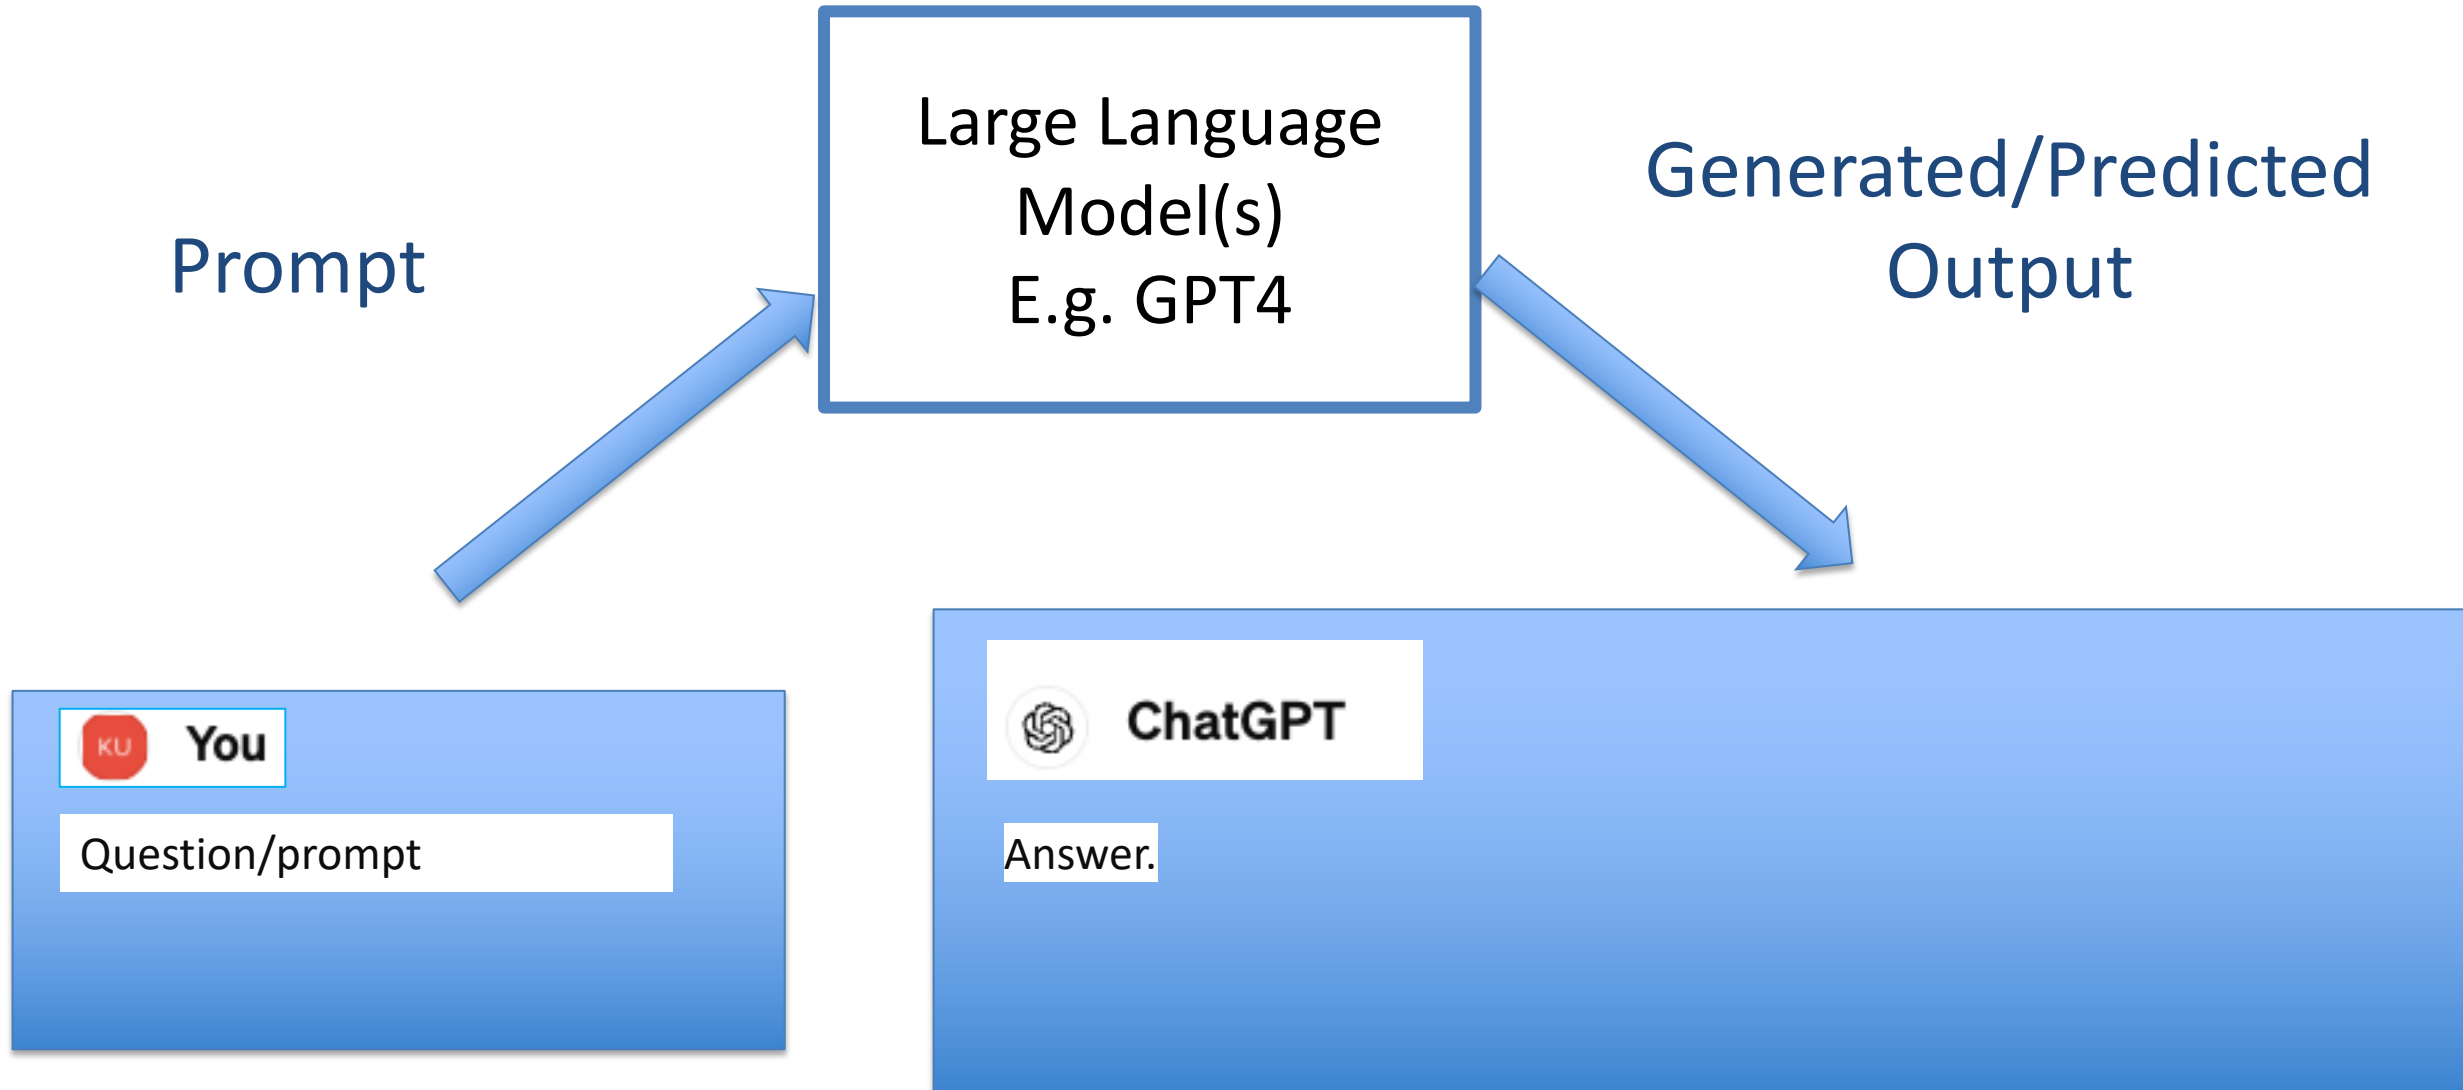 Large Language
Model(s)
E.g. GPT4
Prompt
Generated/Predicted
Output
KU You
Question/prompt
ChatGPT
Answer.